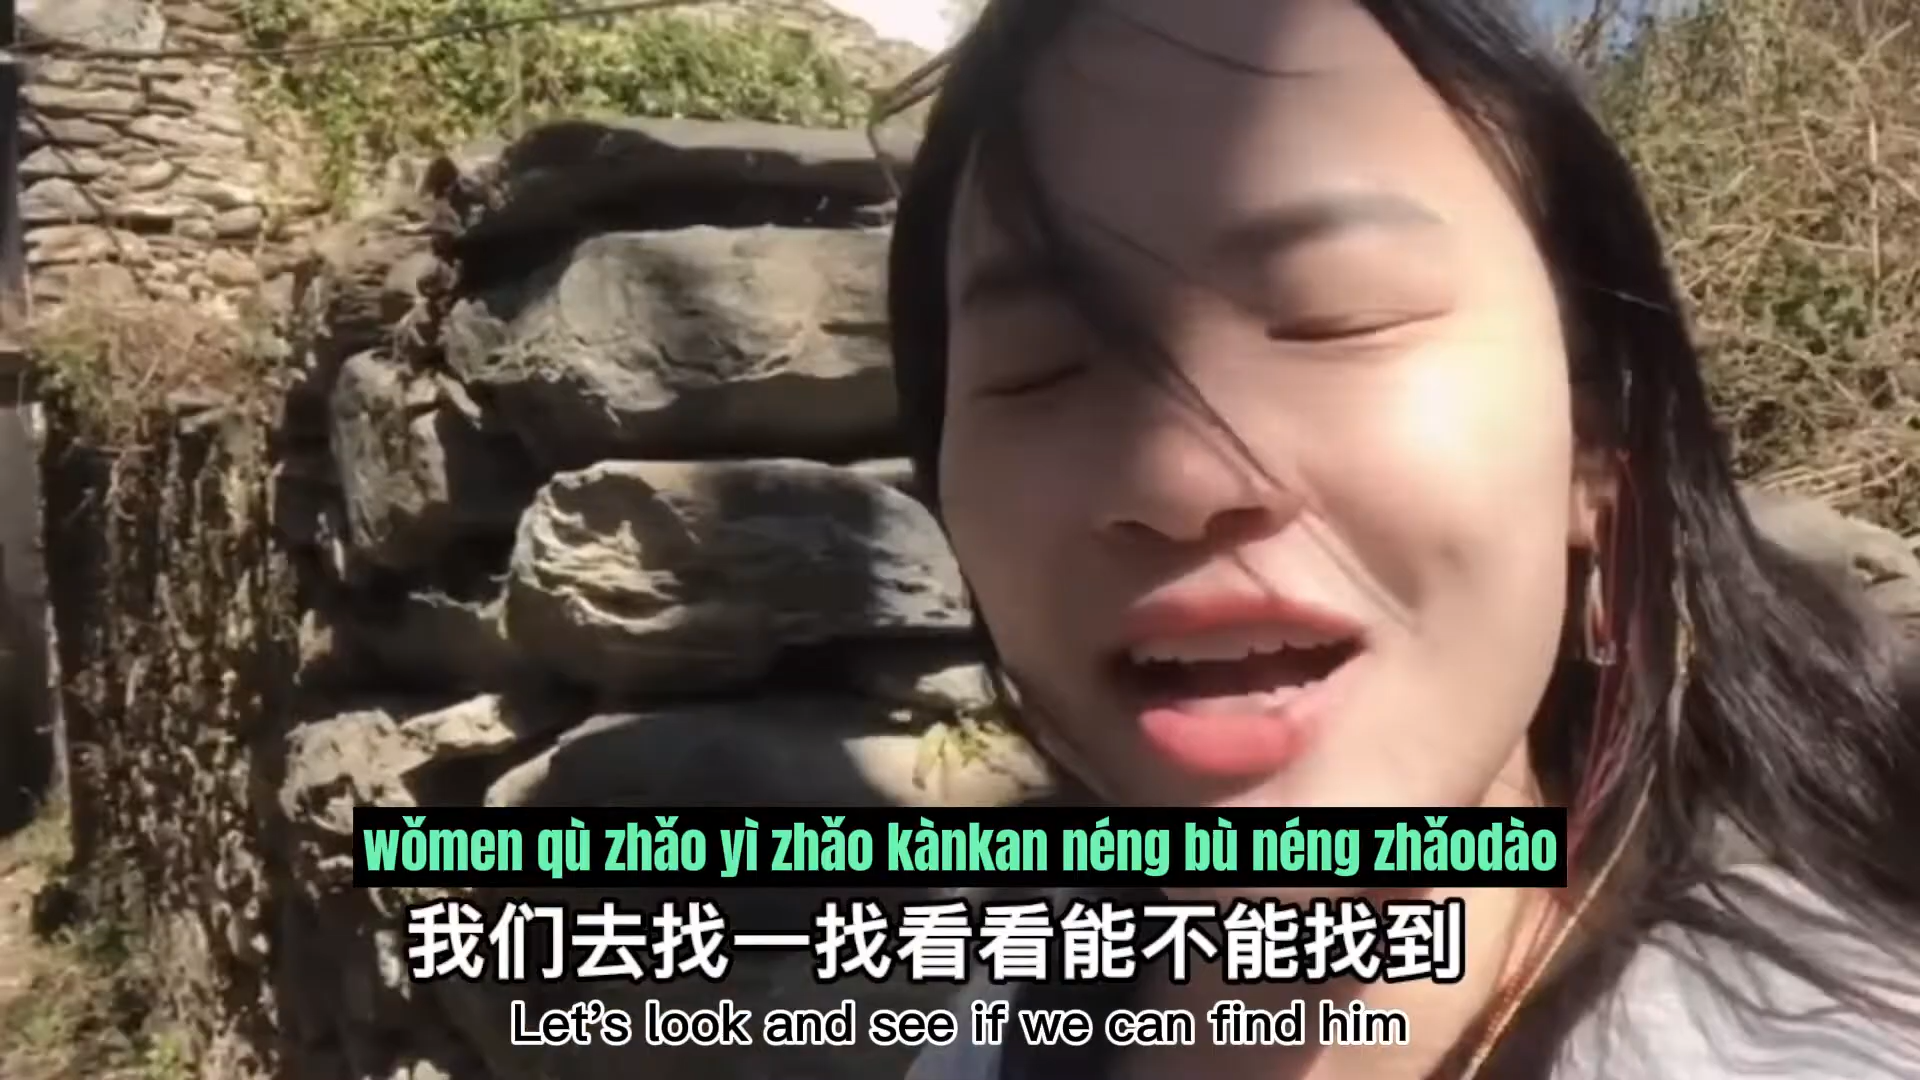 wǒmen qù zhǎo yì zhǎo kànkan néng bù néng zhǎodào
我们去找一找看看能不能找到
Let's look and see if we can find him